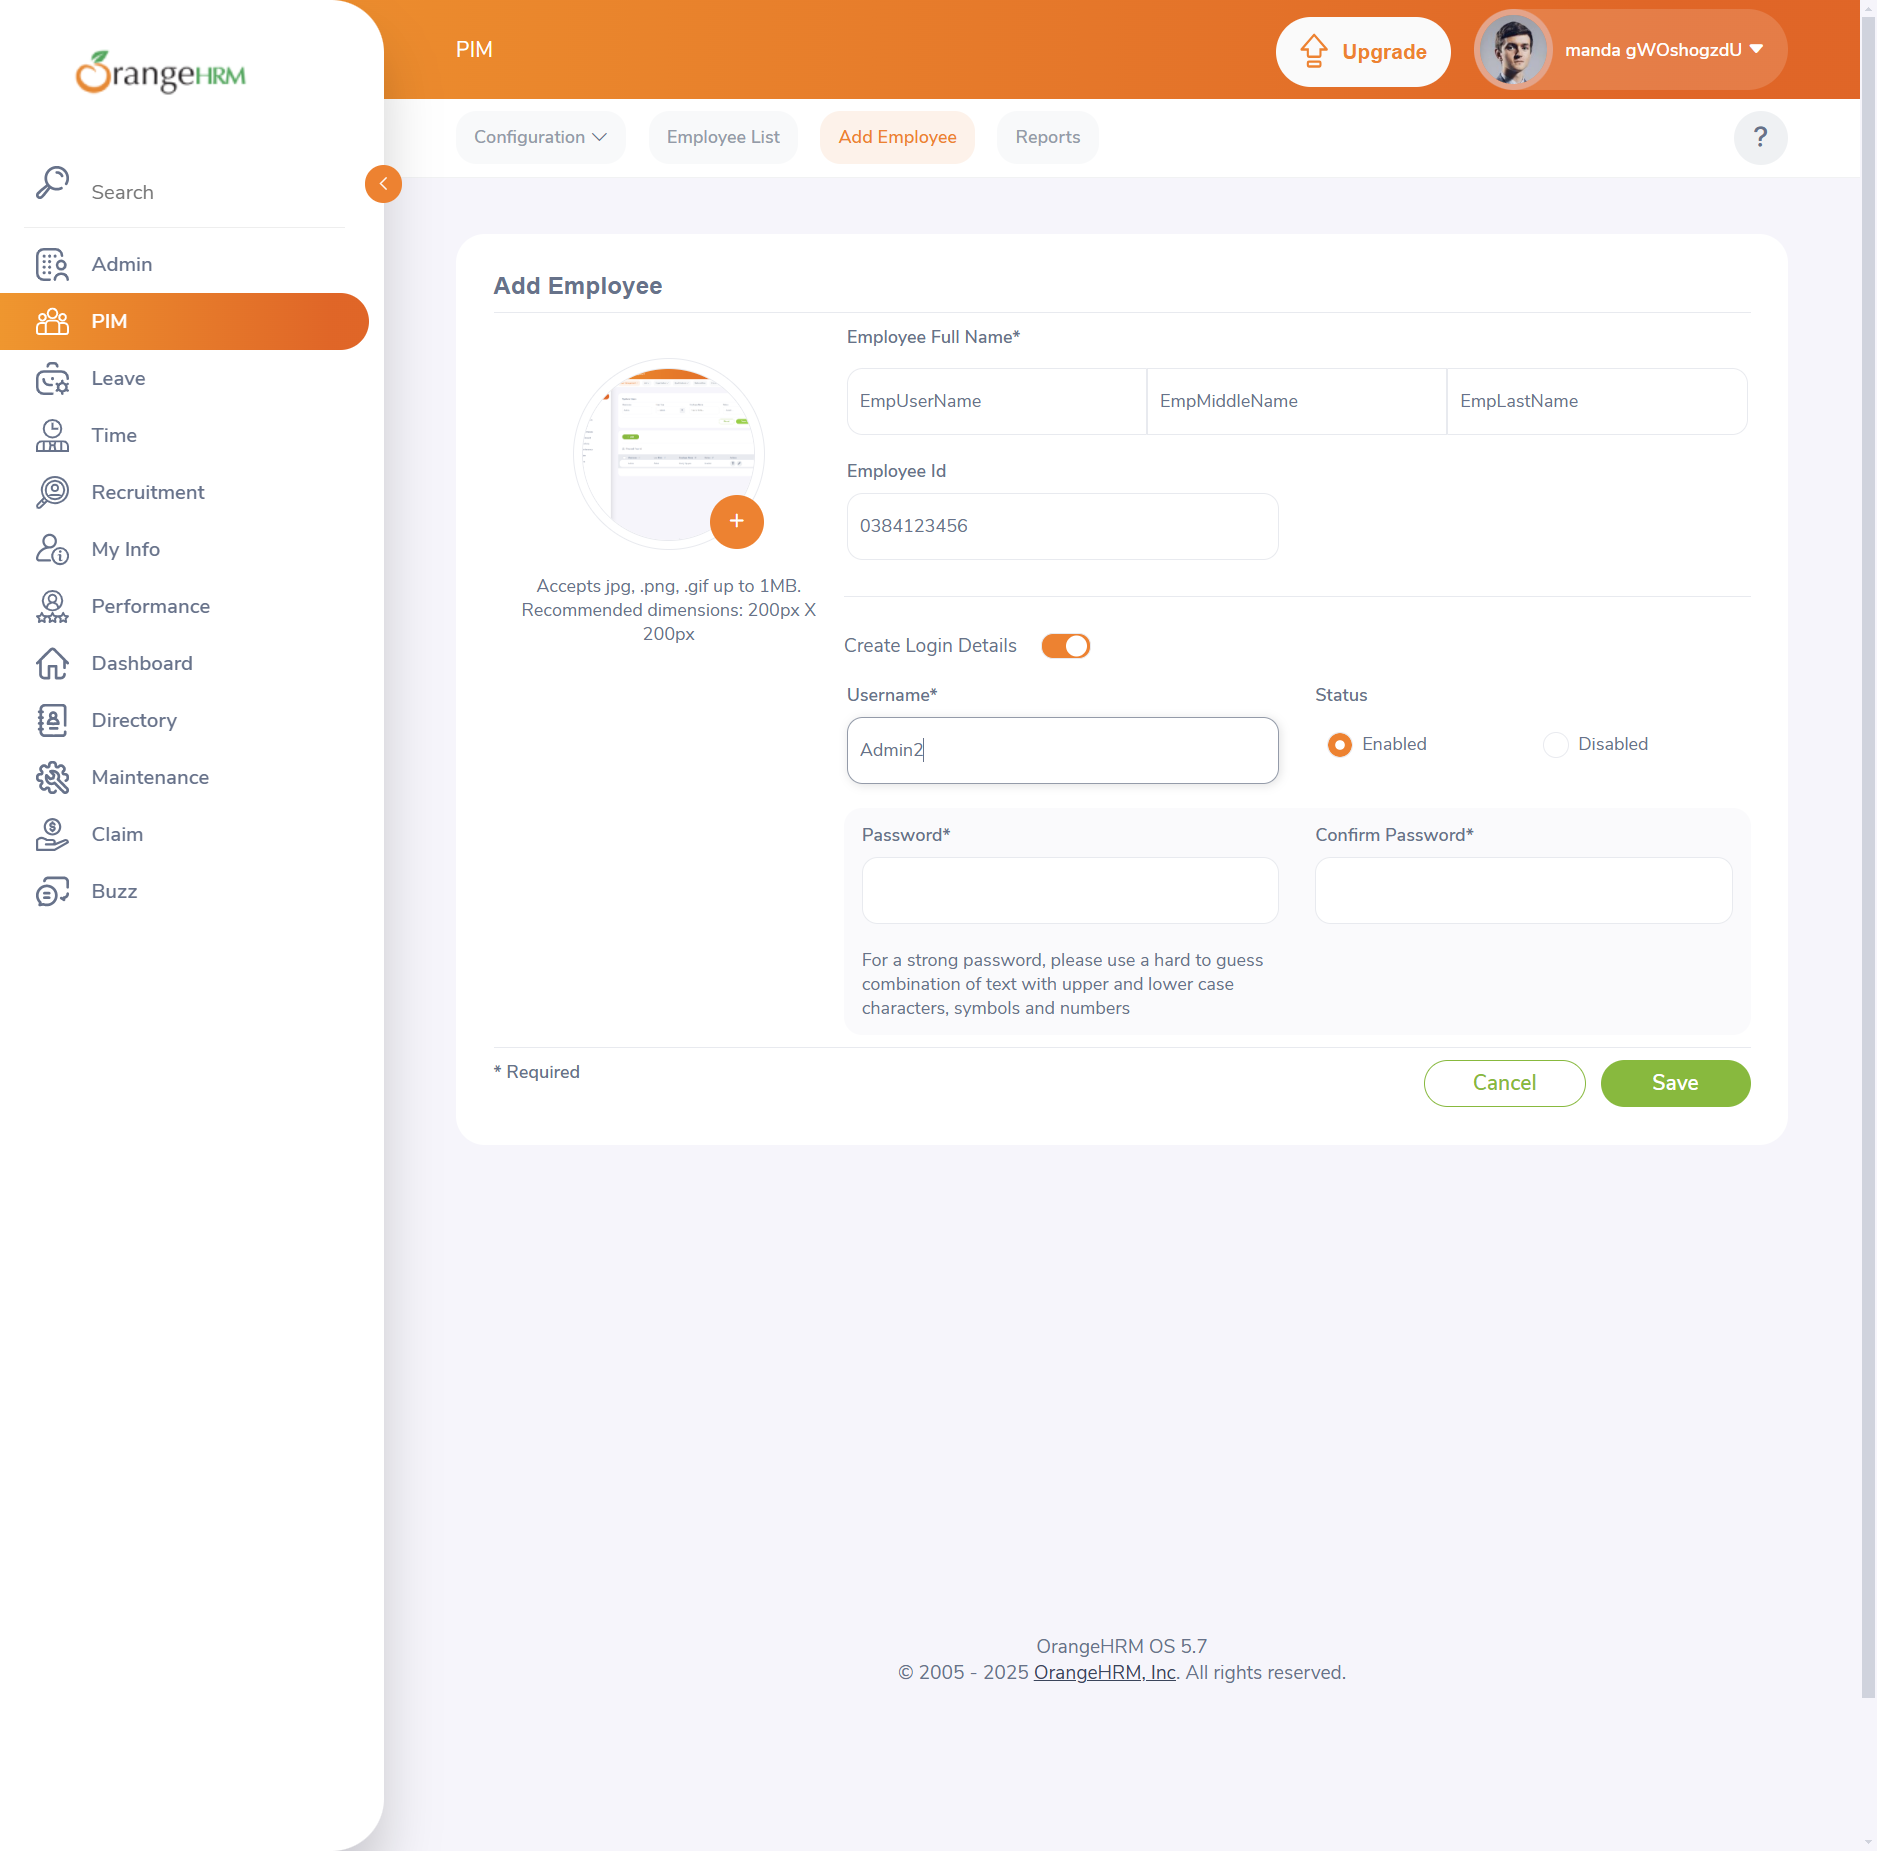 OrangeHRM
PIM
Upgrade
manda gWOshogzdU
Configuration
Employee List
Add Employee
Reports
?
Search
Admin
PIM
Leave
Time
Recruitment
My Info
Performance
Dashboard
Directory
Maintenance
Claim
Buzz
Add Employee
Accepts jpg, .png, .gif up to 1MB.
Recommended dimensions: 200px X
200px
Employee Full Name*
EmpUserName
EmpMiddleName
EmpLastName
Employee Id
0384123456
Create Login Details
Username*
Admin2
Status
Enabled
Disabled
Password*
Confirm Password*
For a strong password, please use a hard to guess
combination of text with upper and lower case
characters, symbols and numbers
* Required
Cancel
Save
OrangeHRM OS 5.7
© 2005 - 2025 OrangeHRM, Inc. All rights reserved.